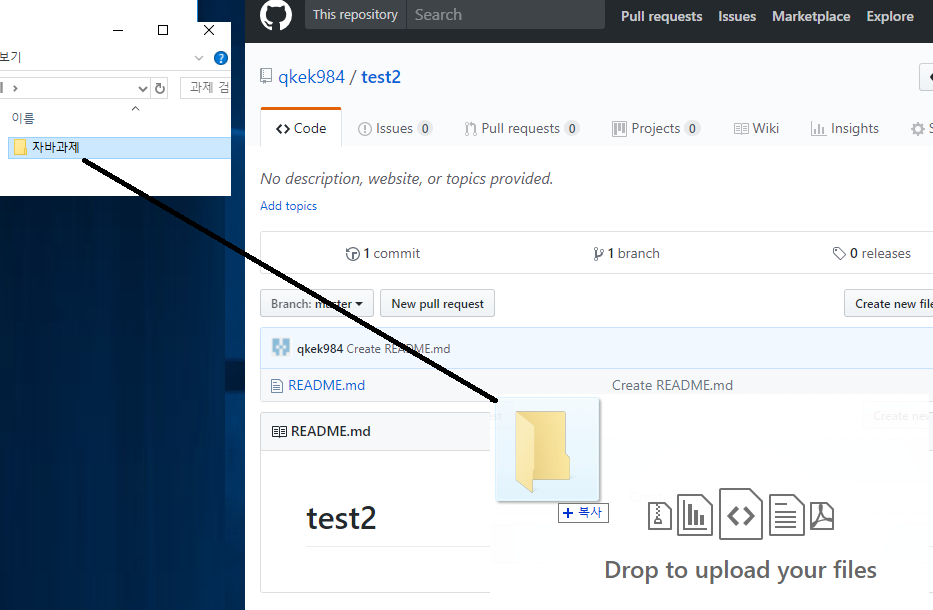 보기
?
과제 검
이름
자바과제
This repository
Search
Pull requests
Issues
Marketplace
Explore
qkek984 / test2
Code
Issues 0
Pull requests 0
Projects 0
Wiki
Insights
No description, website, or topics provided.
Add topics
1 commit
1 branch
0 releases
Branch: master
New pull request
Create new file
qkek984 Create README.md
README.md
Create README.md
Create new
README.md
test2
+ 복사
Drop to upload your files